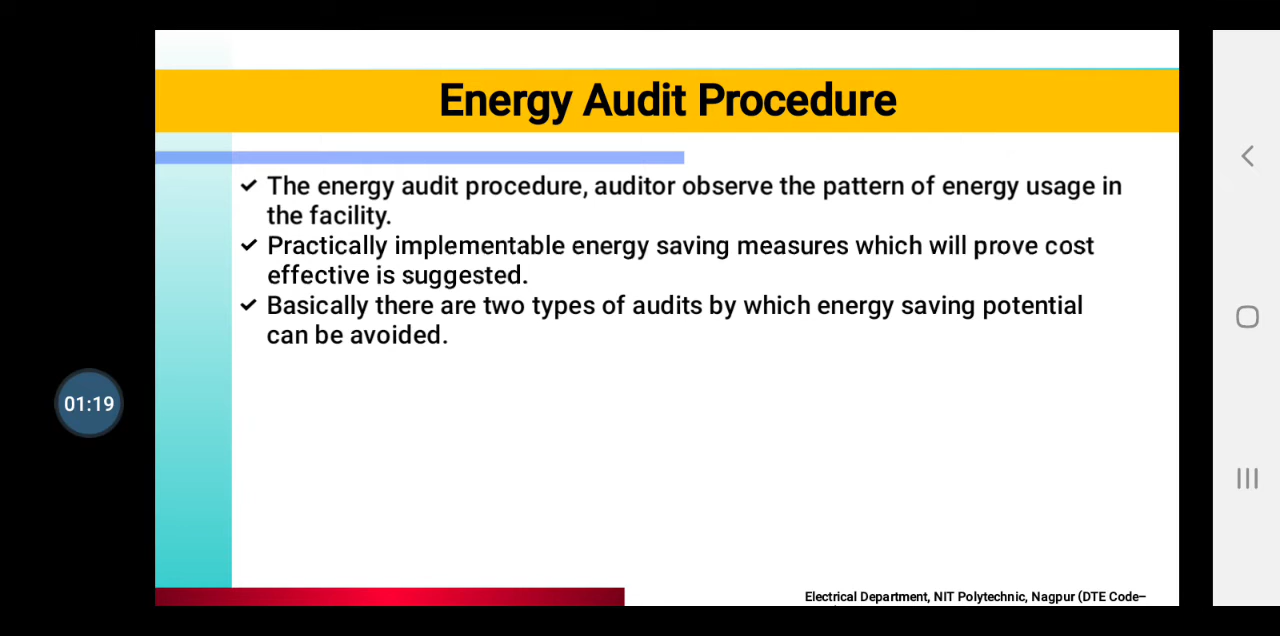 Energy Audit Procedure
✓ The energy audit procedure, auditor observe the pattern of energy usage in
the facility.
✓ Practically implementable energy saving measures which will prove cost
effective is suggested.
✓ Basically there are two types of audits by which energy saving potential
can be avoided.
01:19
Electrical Department, NIT Polytechnic, Nagpur (DTE Code–